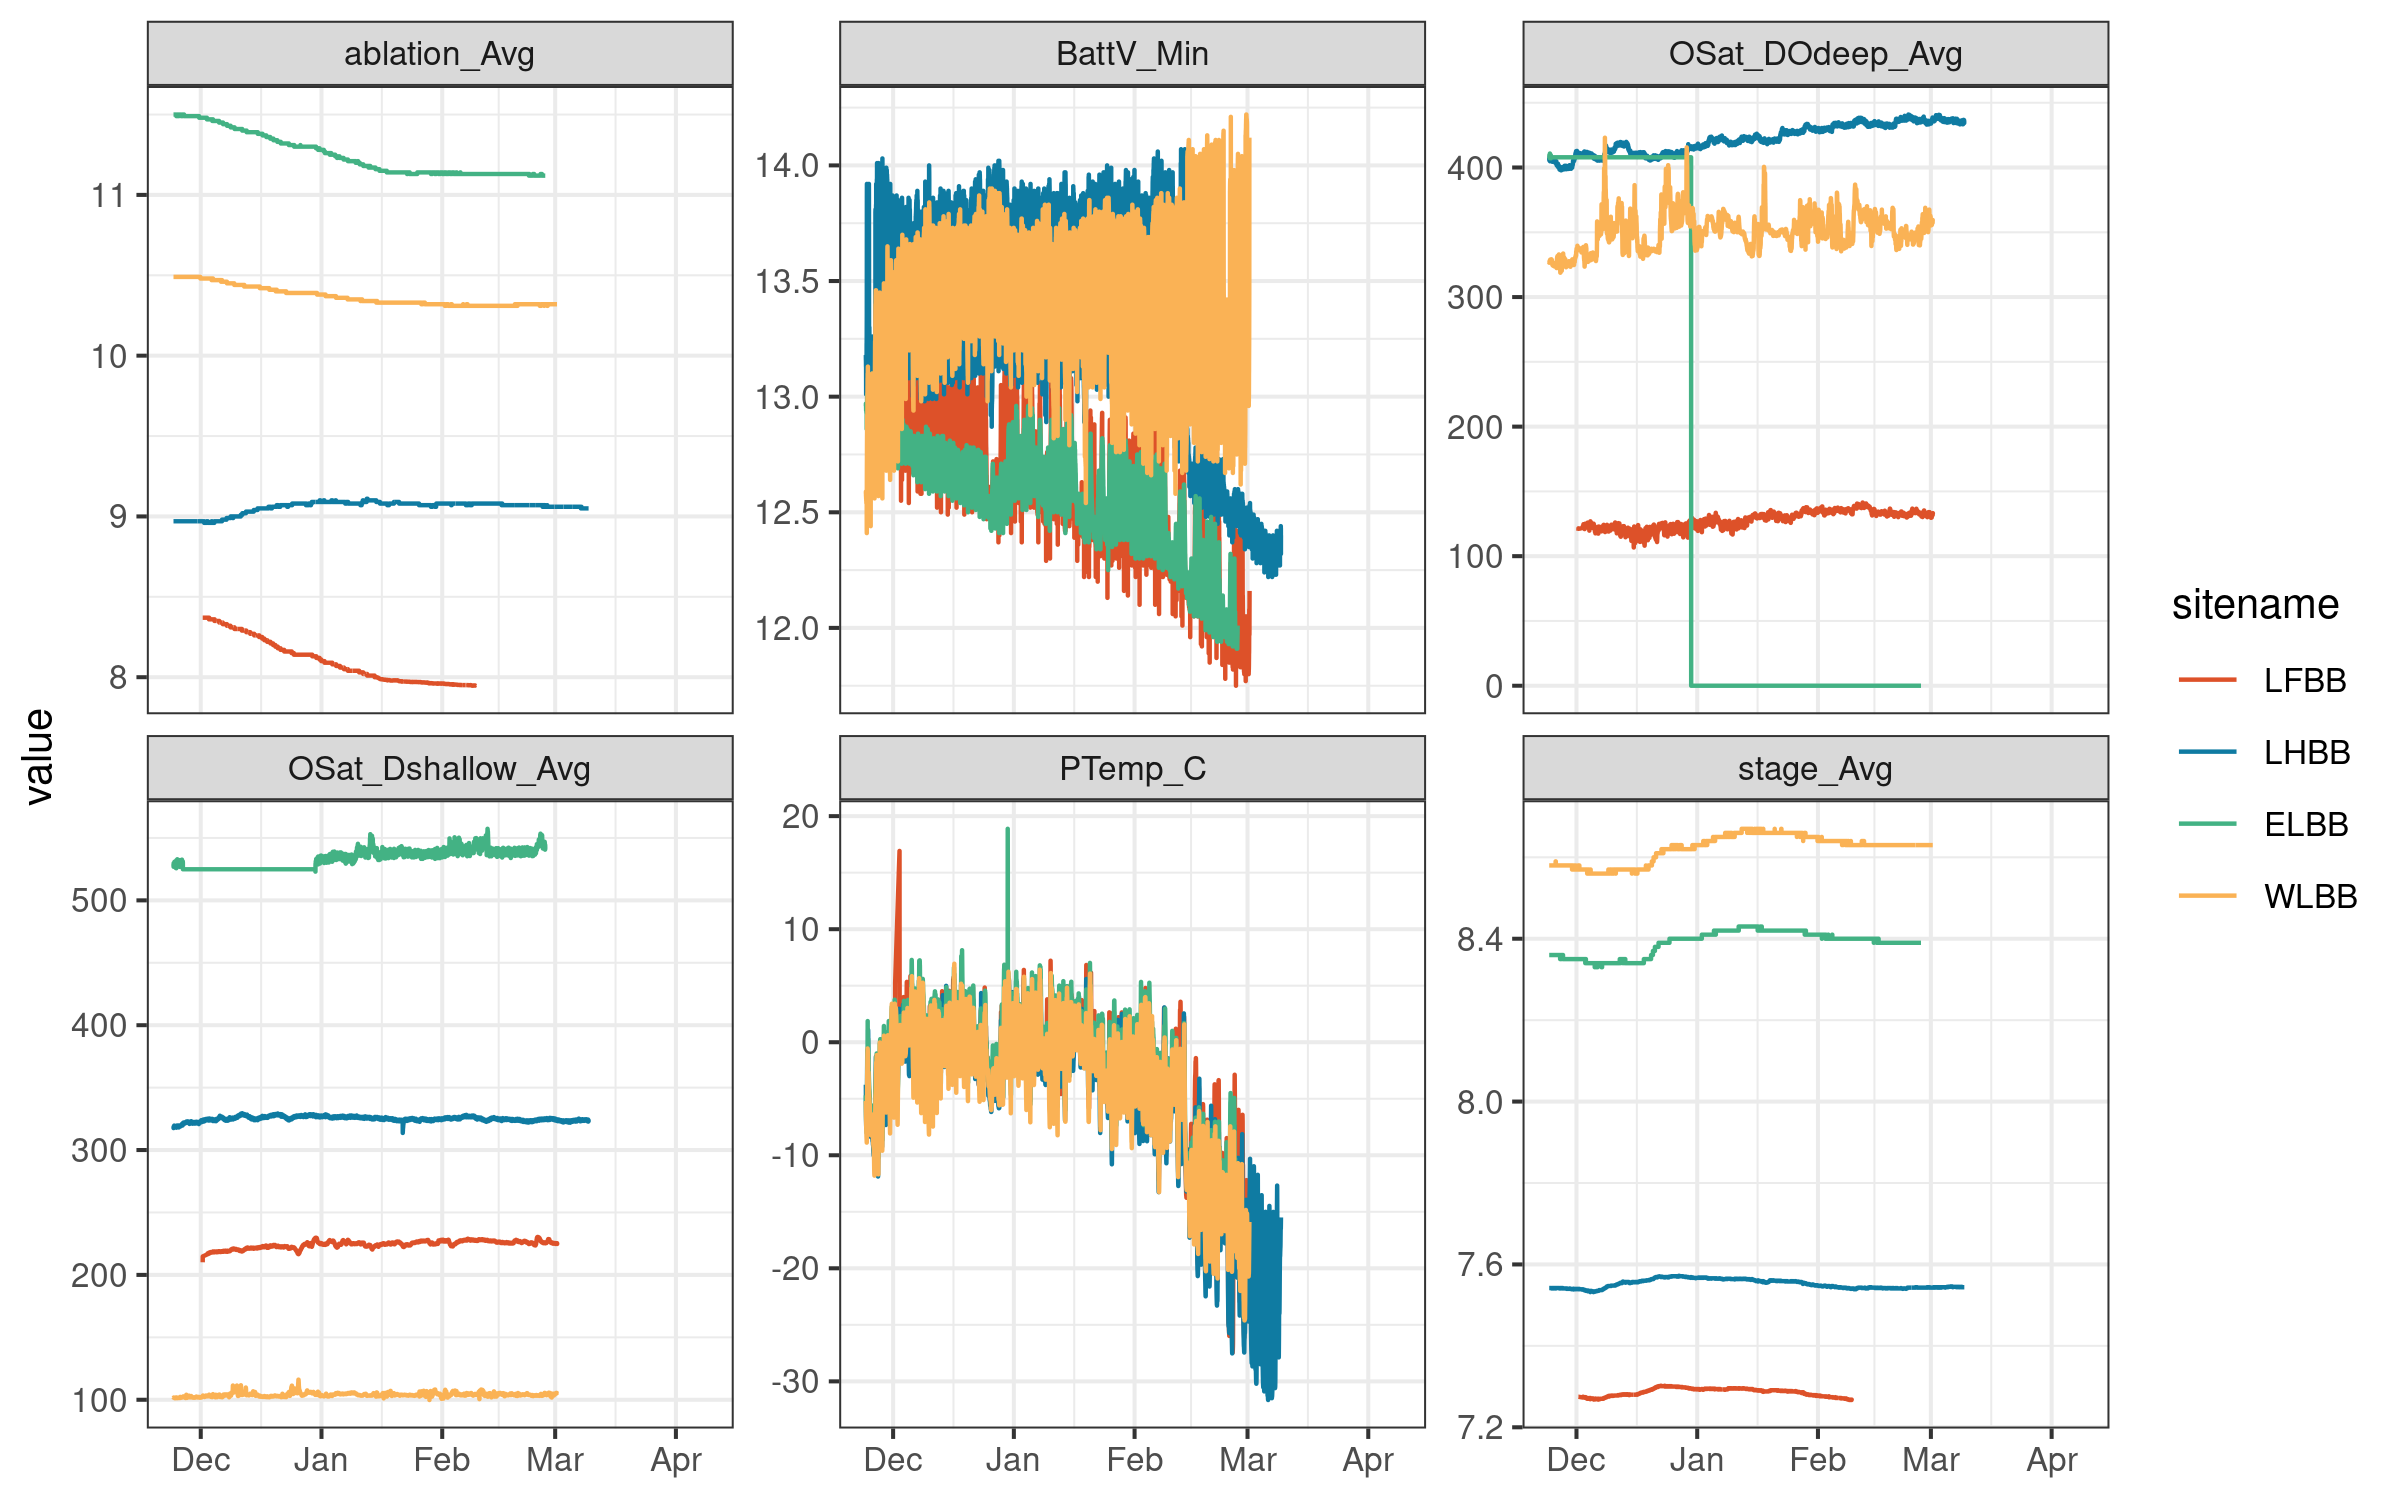 ablation_Avg
BattV_Min
OSat_DOdeep_Avg
11
10
9
8
14.0
13.5
13.0
12.5
12.0
400
300
200
100
0
value
OSat_Dshallow_Avg
PTemp_C
stage_Avg
500
400
300
200
100
20
10
0
-10
-20
-30
8.4
8.0
7.6
7.2
Dec Jan Feb Mar Apr
Dec Jan Feb Mar Apr
Dec Jan Feb Mar Apr
sitename
LFBB
LHBB
ELBB
WLBB